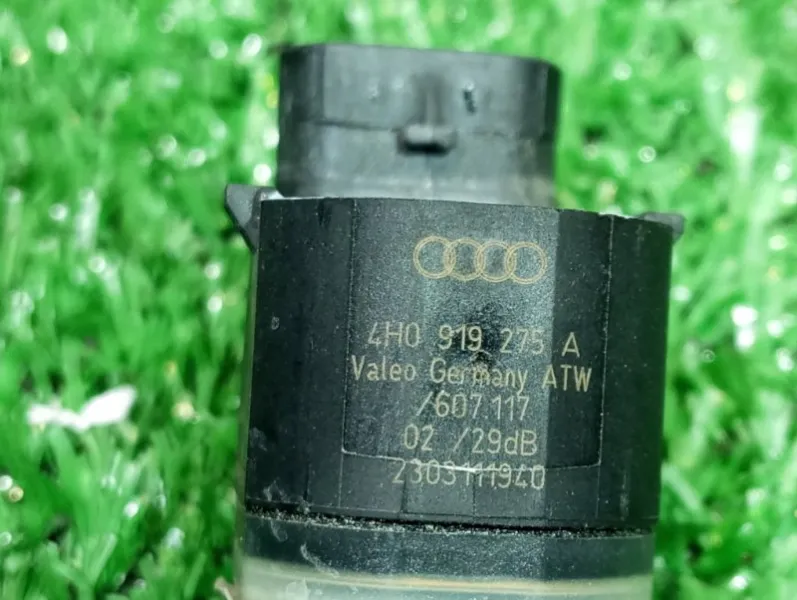 4H0 919 275 A
Valeo Germany ATW
/607 117
02 /29dB
2303111940